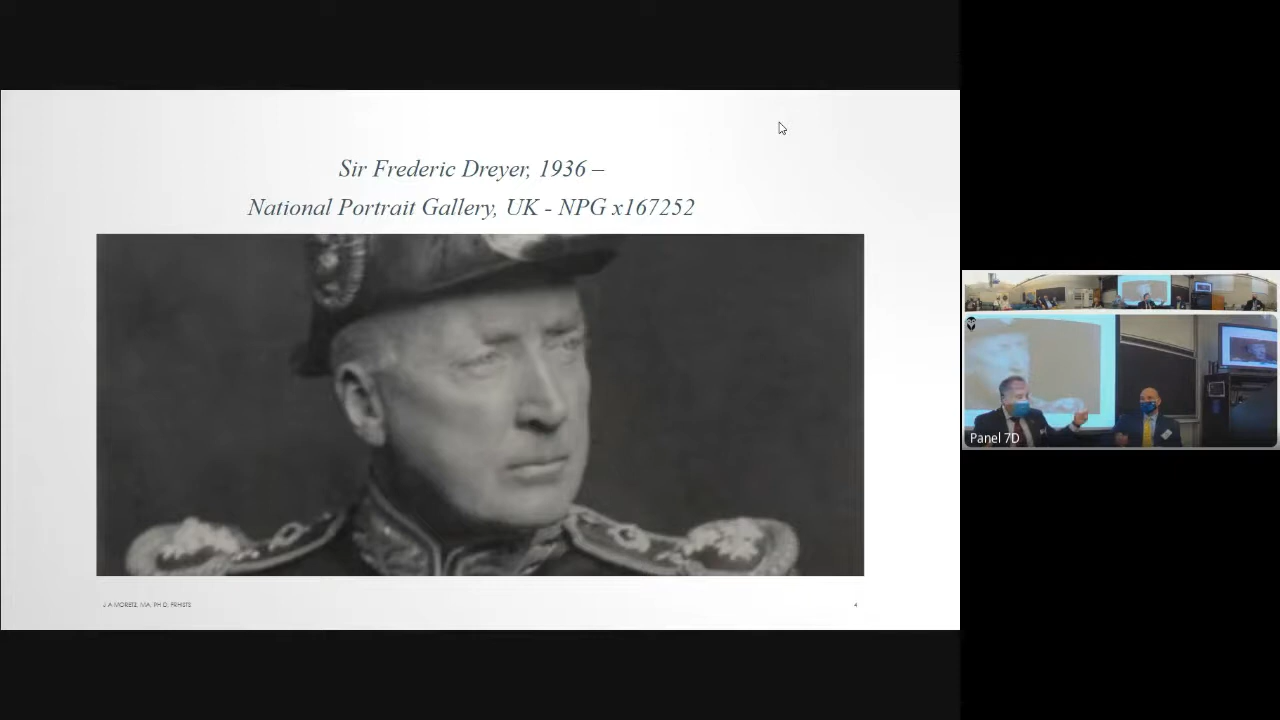 Sir Frederic Dreyer, 1936 –
National Portrait Gallery, UK - NPG x167252
J A MORETZ, MA, PH D, FRHISTS
4
Panel 7D